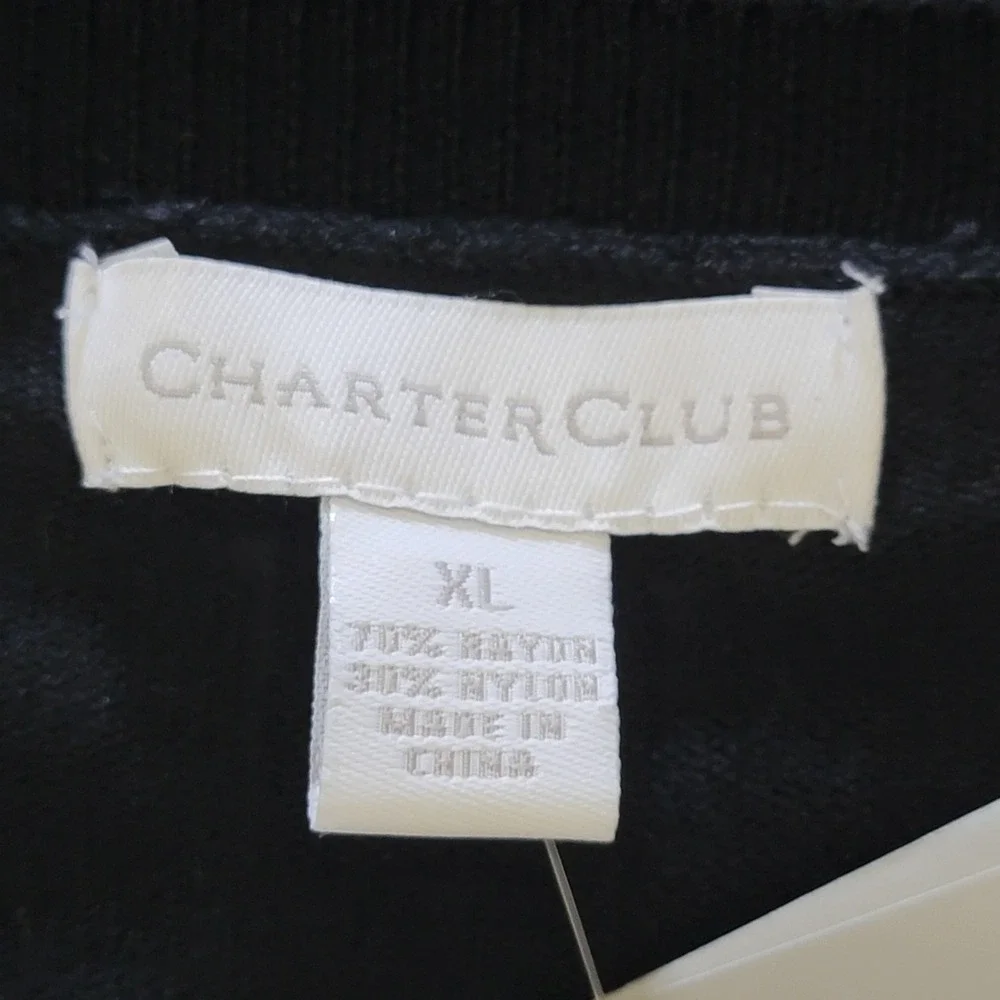 CHARTERCLUB
XL
70% RAYON
30% NYLON
MADE IN
CHINA